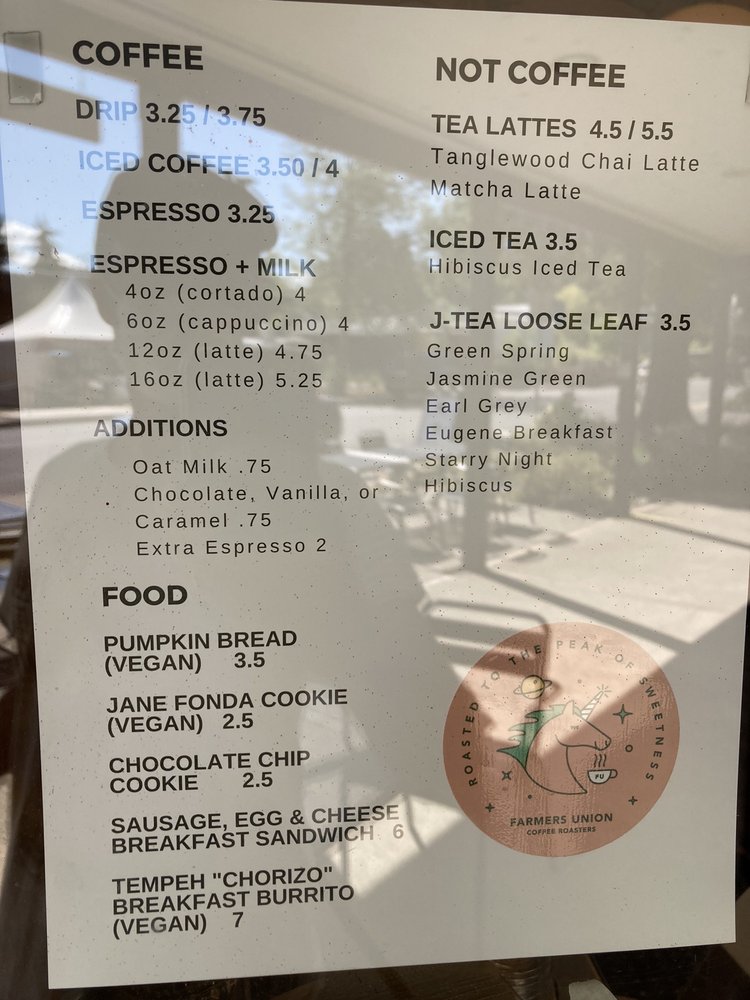 COFFEE
DRIP 3.25 / 3.75
ICED COFFEE 3.50 / 4
ESPRESSO 3.25
ESPRESSO + MILK
4oz (cortado) 4
6oz (cappuccino) 4
12oz (latte) 4.75
16oz (latte) 5.25
ADDITIONS
Oat Milk .75
Chocolate, Vanilla, or
Caramel .75
Extra Espresso 2
FOOD
PUMPKIN BREAD
(VEGAN) 3.5
JANE FONDA COOKIE
(VEGAN) 2.5
CHOCOLATE CHIP
COOKIE 2.5
SAUSAGE, EGG & CHEESE
BREAKFAST SANDWICH 6
TEMPEH "CHORIZO"
BREAKFAST BURRITO
(VEGAN) 7
NOT COFFEE
TEA LATTES 4.5 / 5.5
Tanglewood Chai Latte
Matcha Latte
ICED TEA 3.5
Hibiscus Iced Tea
J-TEA LOOSE LEAF 3.5
Green Spring
Jasmine Green
Earl Grey
Eugene Breakfast
Starry Night
Hibiscus
ROASTED TO THE PEAK OF SWEETNESS
FU
FARMERS UNION
COFFEE ROASTERS